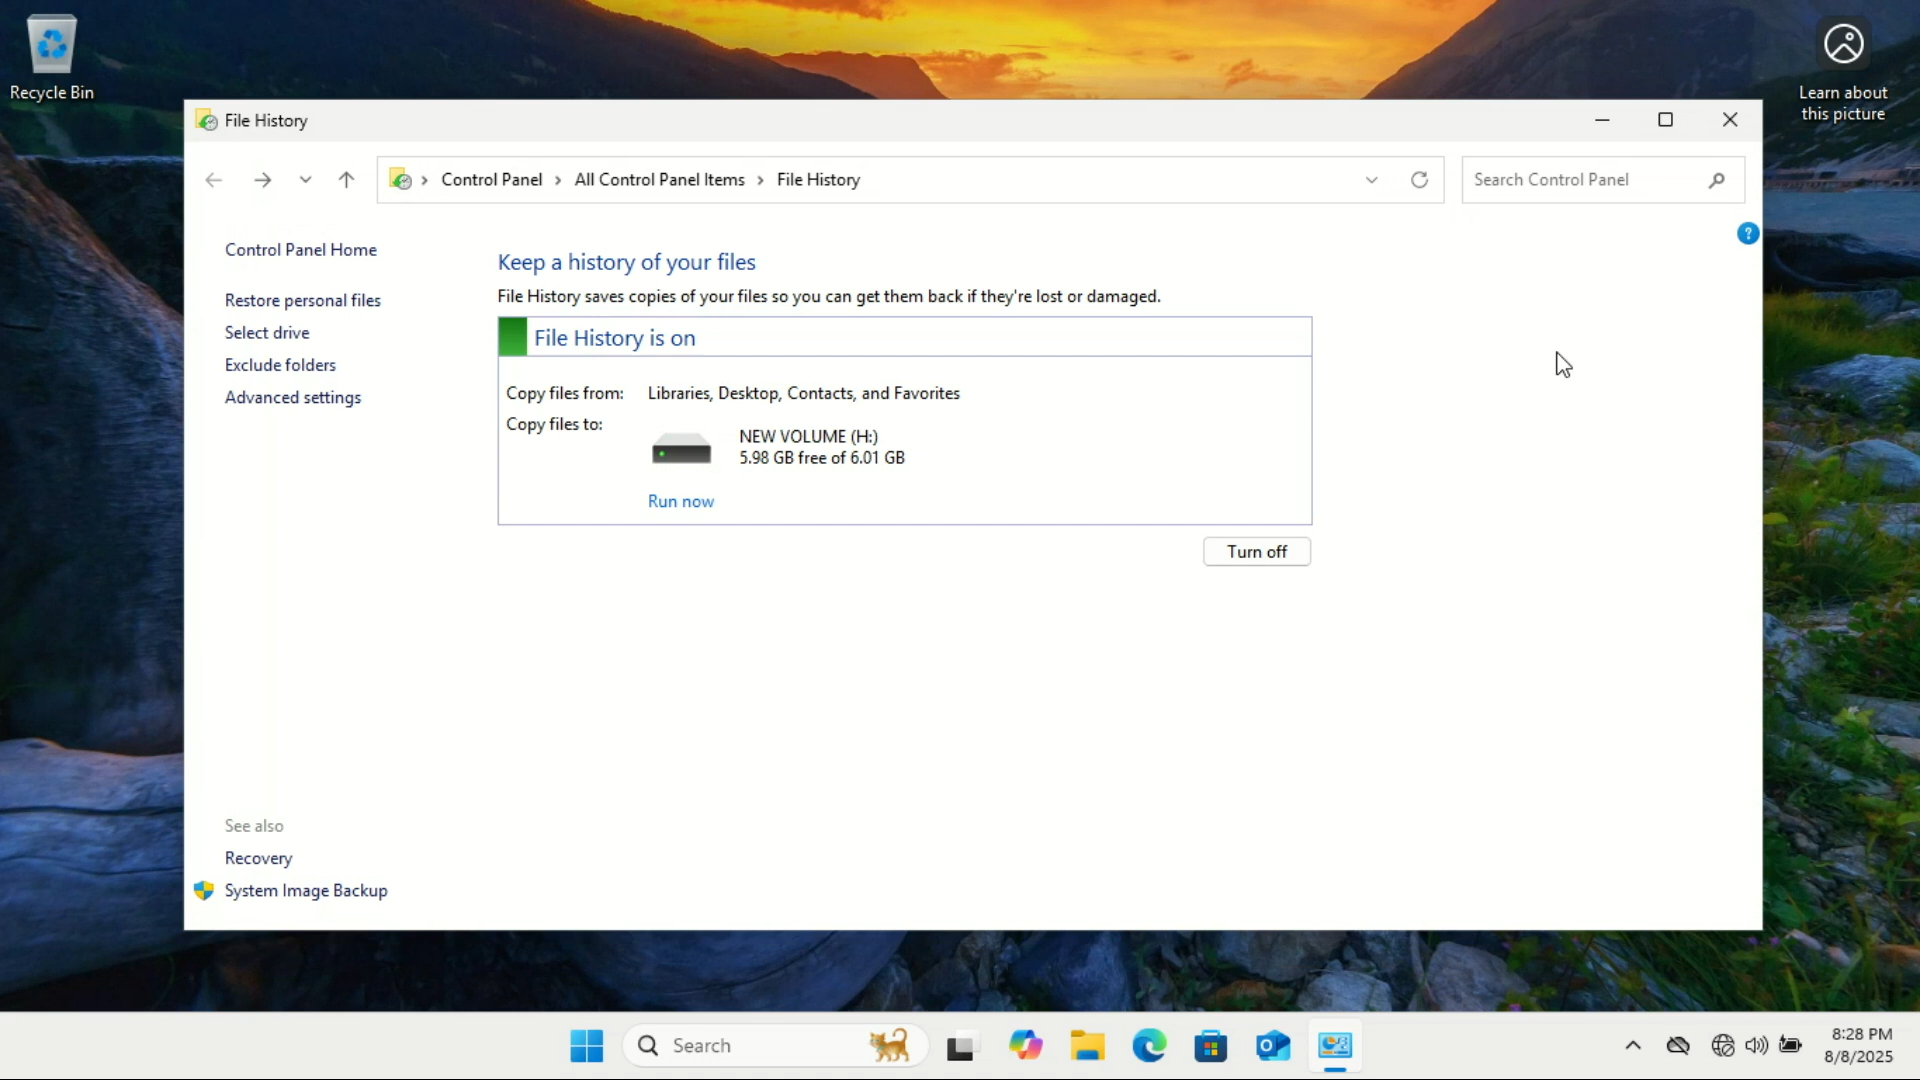 Recycle Bin
Learn about
this picture
File History
Control Panel > All Control Panel Items > File History
Search Control Panel
?
Control Panel Home
Restore personal files
Select drive
Exclude folders
Advanced settings
Keep a history of your files
File History saves copies of your files so you can get them back if they're lost or damaged.
File History is on
Copy files from: Libraries, Desktop, Contacts, and Favorites
Copy files to:
NEW VOLUME (H:)
5.98 GB free of 6.01 GB
Run now
Turn off
See also
Recovery
System Image Backup
Search
8:28 PM
8/8/2025